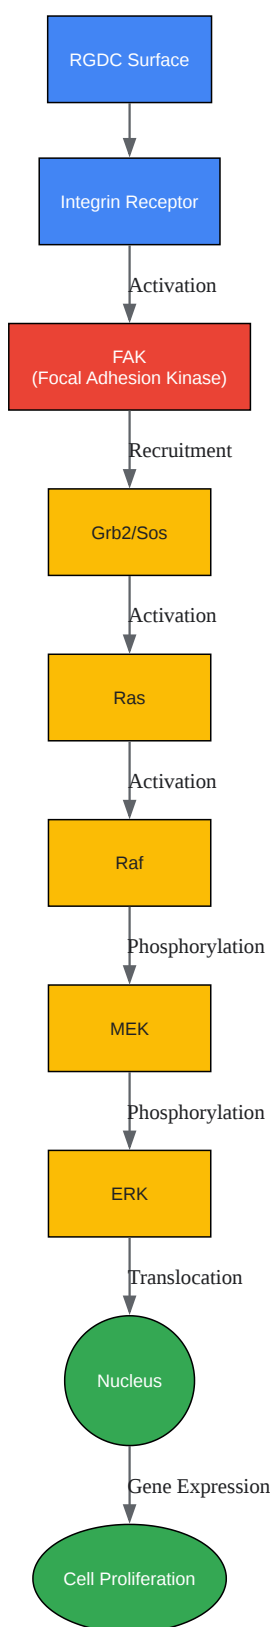 RGDC Surface
Integrin Receptor
Activation
FAK
(Focal Adhesion Kinase)
Recruitment
Grb2/Sos
Activation
Ras
Activation
Raf
Phosphorylation
MEK
Phosphorylation
ERK
Translocation
Nucleus
Gene Expression
Cell Proliferation